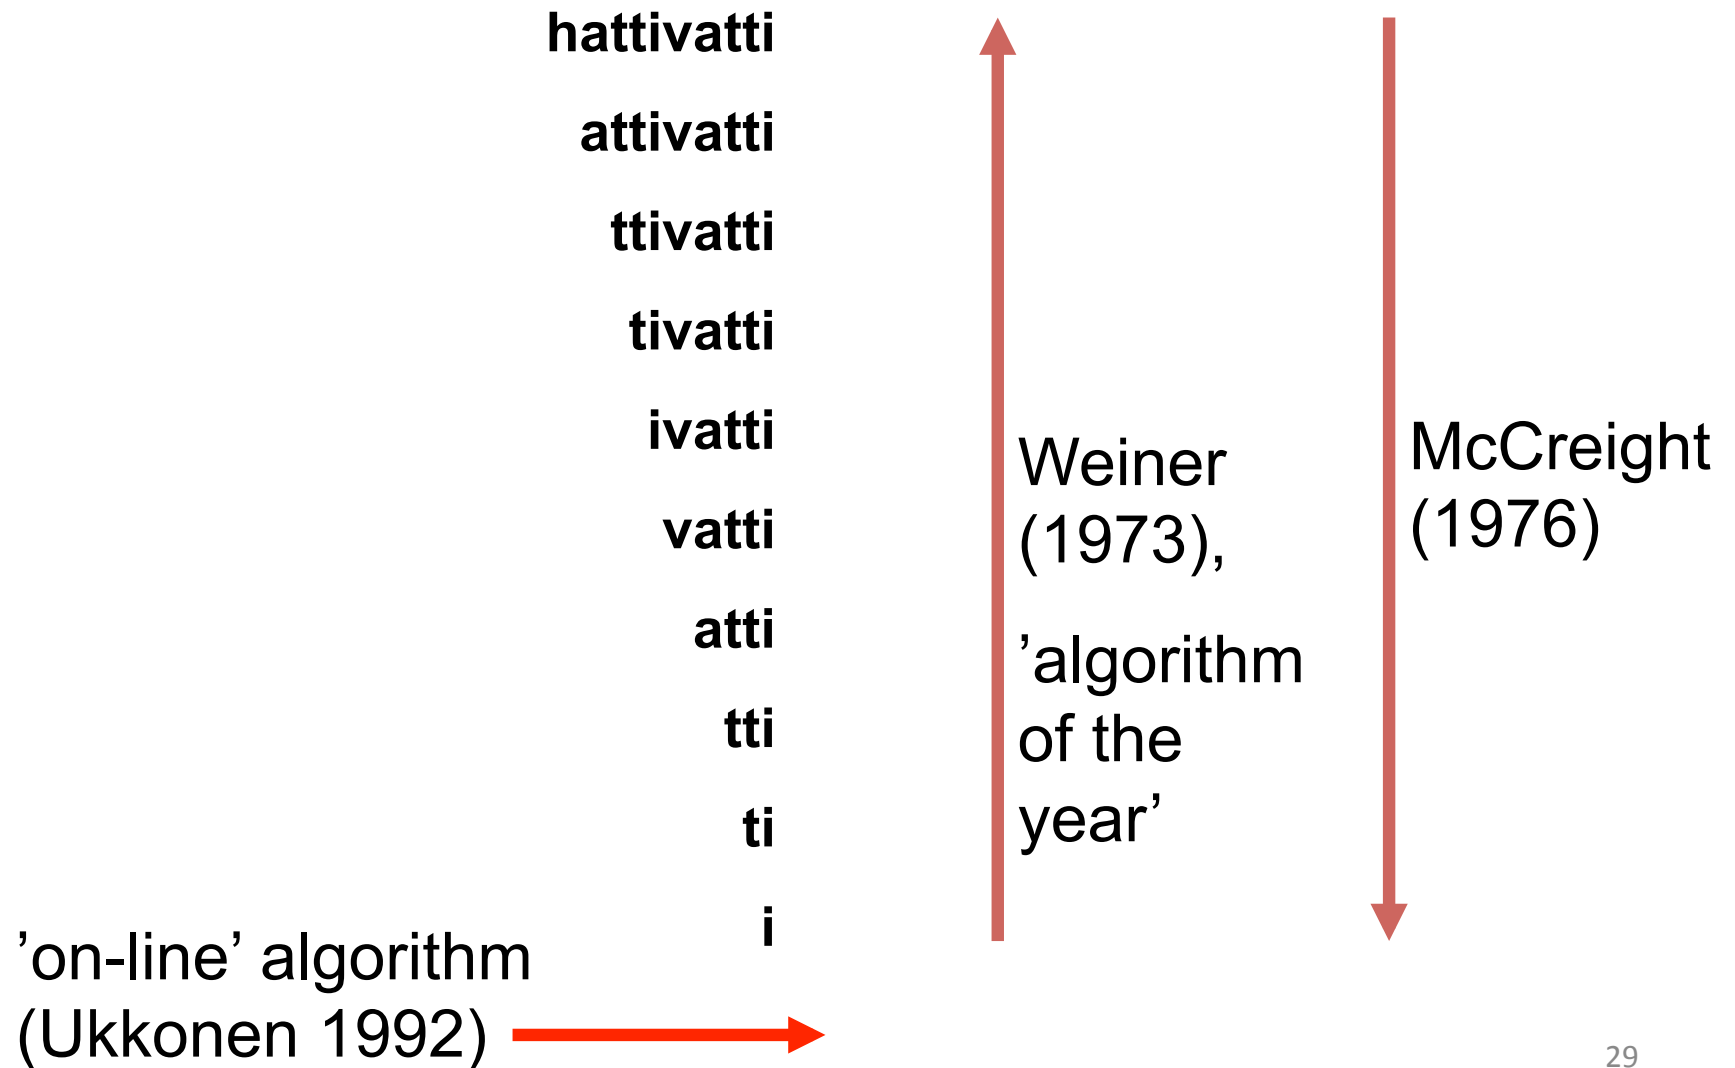 hattivatti
attivatti
ttivatti
tivatti
ivatti
vatti
atti
tti
ti
i
’on-line’ algorithm
(Ukkonen 1992)
Weiner
(1973),
’algorithm
of the
year’
McCreight
(1976)
29